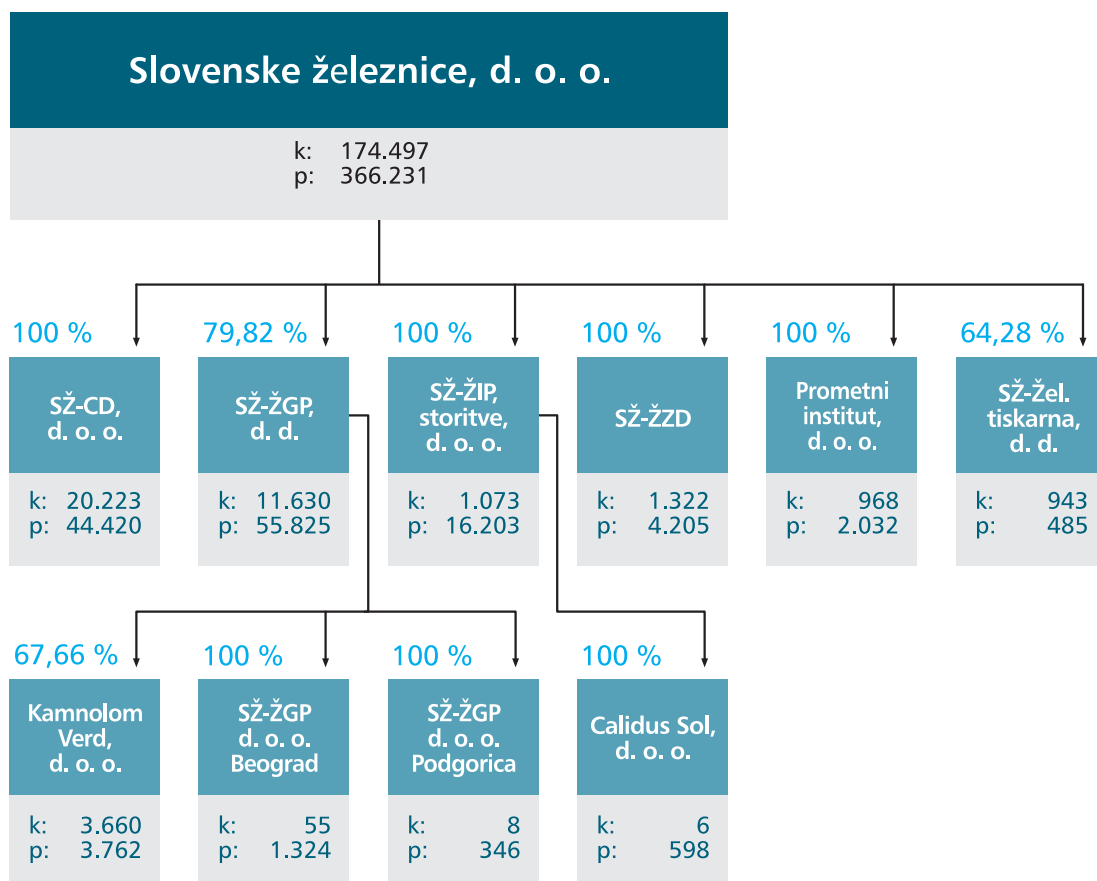 Slovenske železnice, d. o. o.
k: 174.497
p: 366.231
100 %
SŽ-CD,
d. o. o.
k: 20.223
p: 44.420
79,82 %
SŽ-ŽGP,
d. d.
k: 11.630
p: 55.825
100 %
SŽ-ŽIP,
storitve,
d. o. o.
k: 1.073
p: 16.203
100 %
SŽ-ŽZD
k: 1.322
p: 4.205
100 %
Prometni
institut,
d. o. o.
k: 968
p: 2.032
64,28 %
SŽ-Žel.
tiskarna,
d. d.
k: 943
p: 485
67,66 %
Kamnolom
Verd,
d. o. o.
k: 3.660
p: 3.762
100 %
SŽ-ŽGP
d. o. o.
Beograd
k: 55
p: 1.324
100 %
SŽ-ŽGP
d. o. o.
Podgorica
k: 8
p: 346
100 %
Calidus Sol,
d. o. o.
k: 6
p: 598